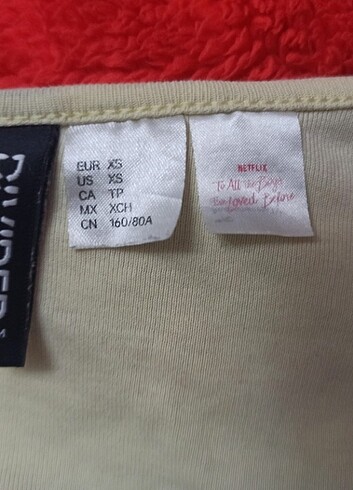 DIVIDED
EUR XS
US XS
CA TP
MX XCH
CN 160/80A
NETFLIX
To All the Boys
I've Loved Before